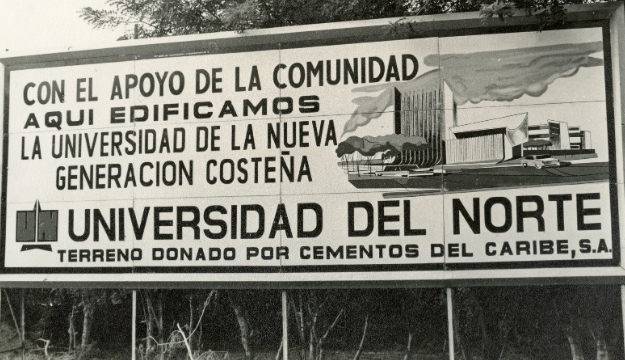 CON EL APOYO DE LA COMUNIDAD
AQUI EDIFICAMOS
LA UNIVERSIDAD DE LA NUEVA
GENERACION COSTEÑA
UN UNIVERSIDAD DEL NORTE
TERRENO DONADO POR CEMENTOS DEL CARIBE, S.A.